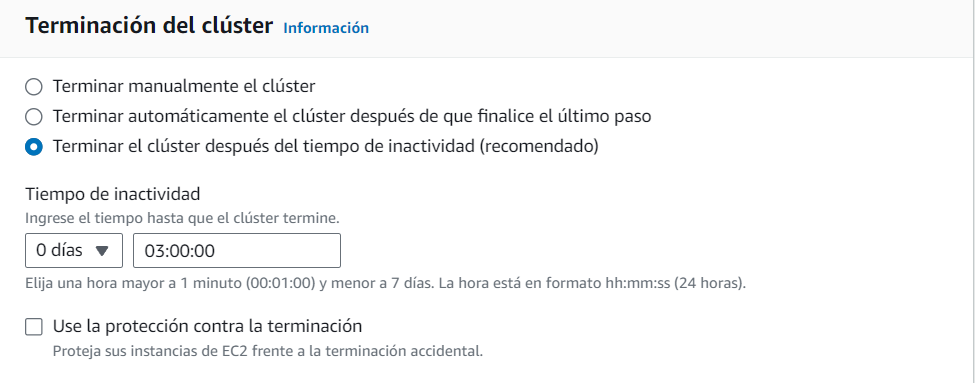 Terminación del clúster Información
Terminar manualmente el clúster
Terminar automáticamente el clúster después de que finalice el último paso
Terminar el clúster después del tiempo de inactividad (recomendado)
Tiempo de inactividad
Ingrese el tiempo hasta que el clúster termine.
0 días 03:00:00
Elija una hora mayor a 1 minuto (00:01:00) y menor a 7 días. La hora está en formato hh:mm:ss (24 horas).
Use la protección contra la terminación
Proteja sus instancias de EC2 frente a la terminación accidental.